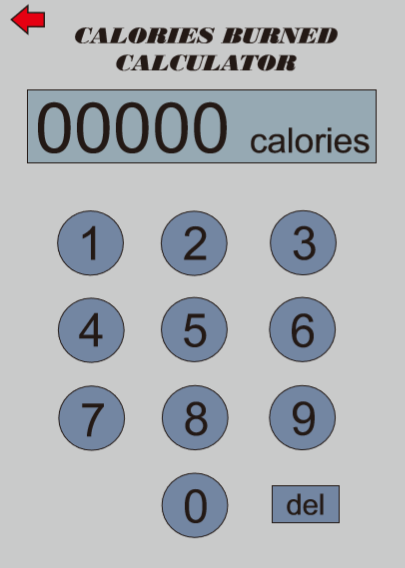 CALORIES BURNED
CALCULATOR
00000 calories
1 2 3
4 5 6
7 8 9
0 del